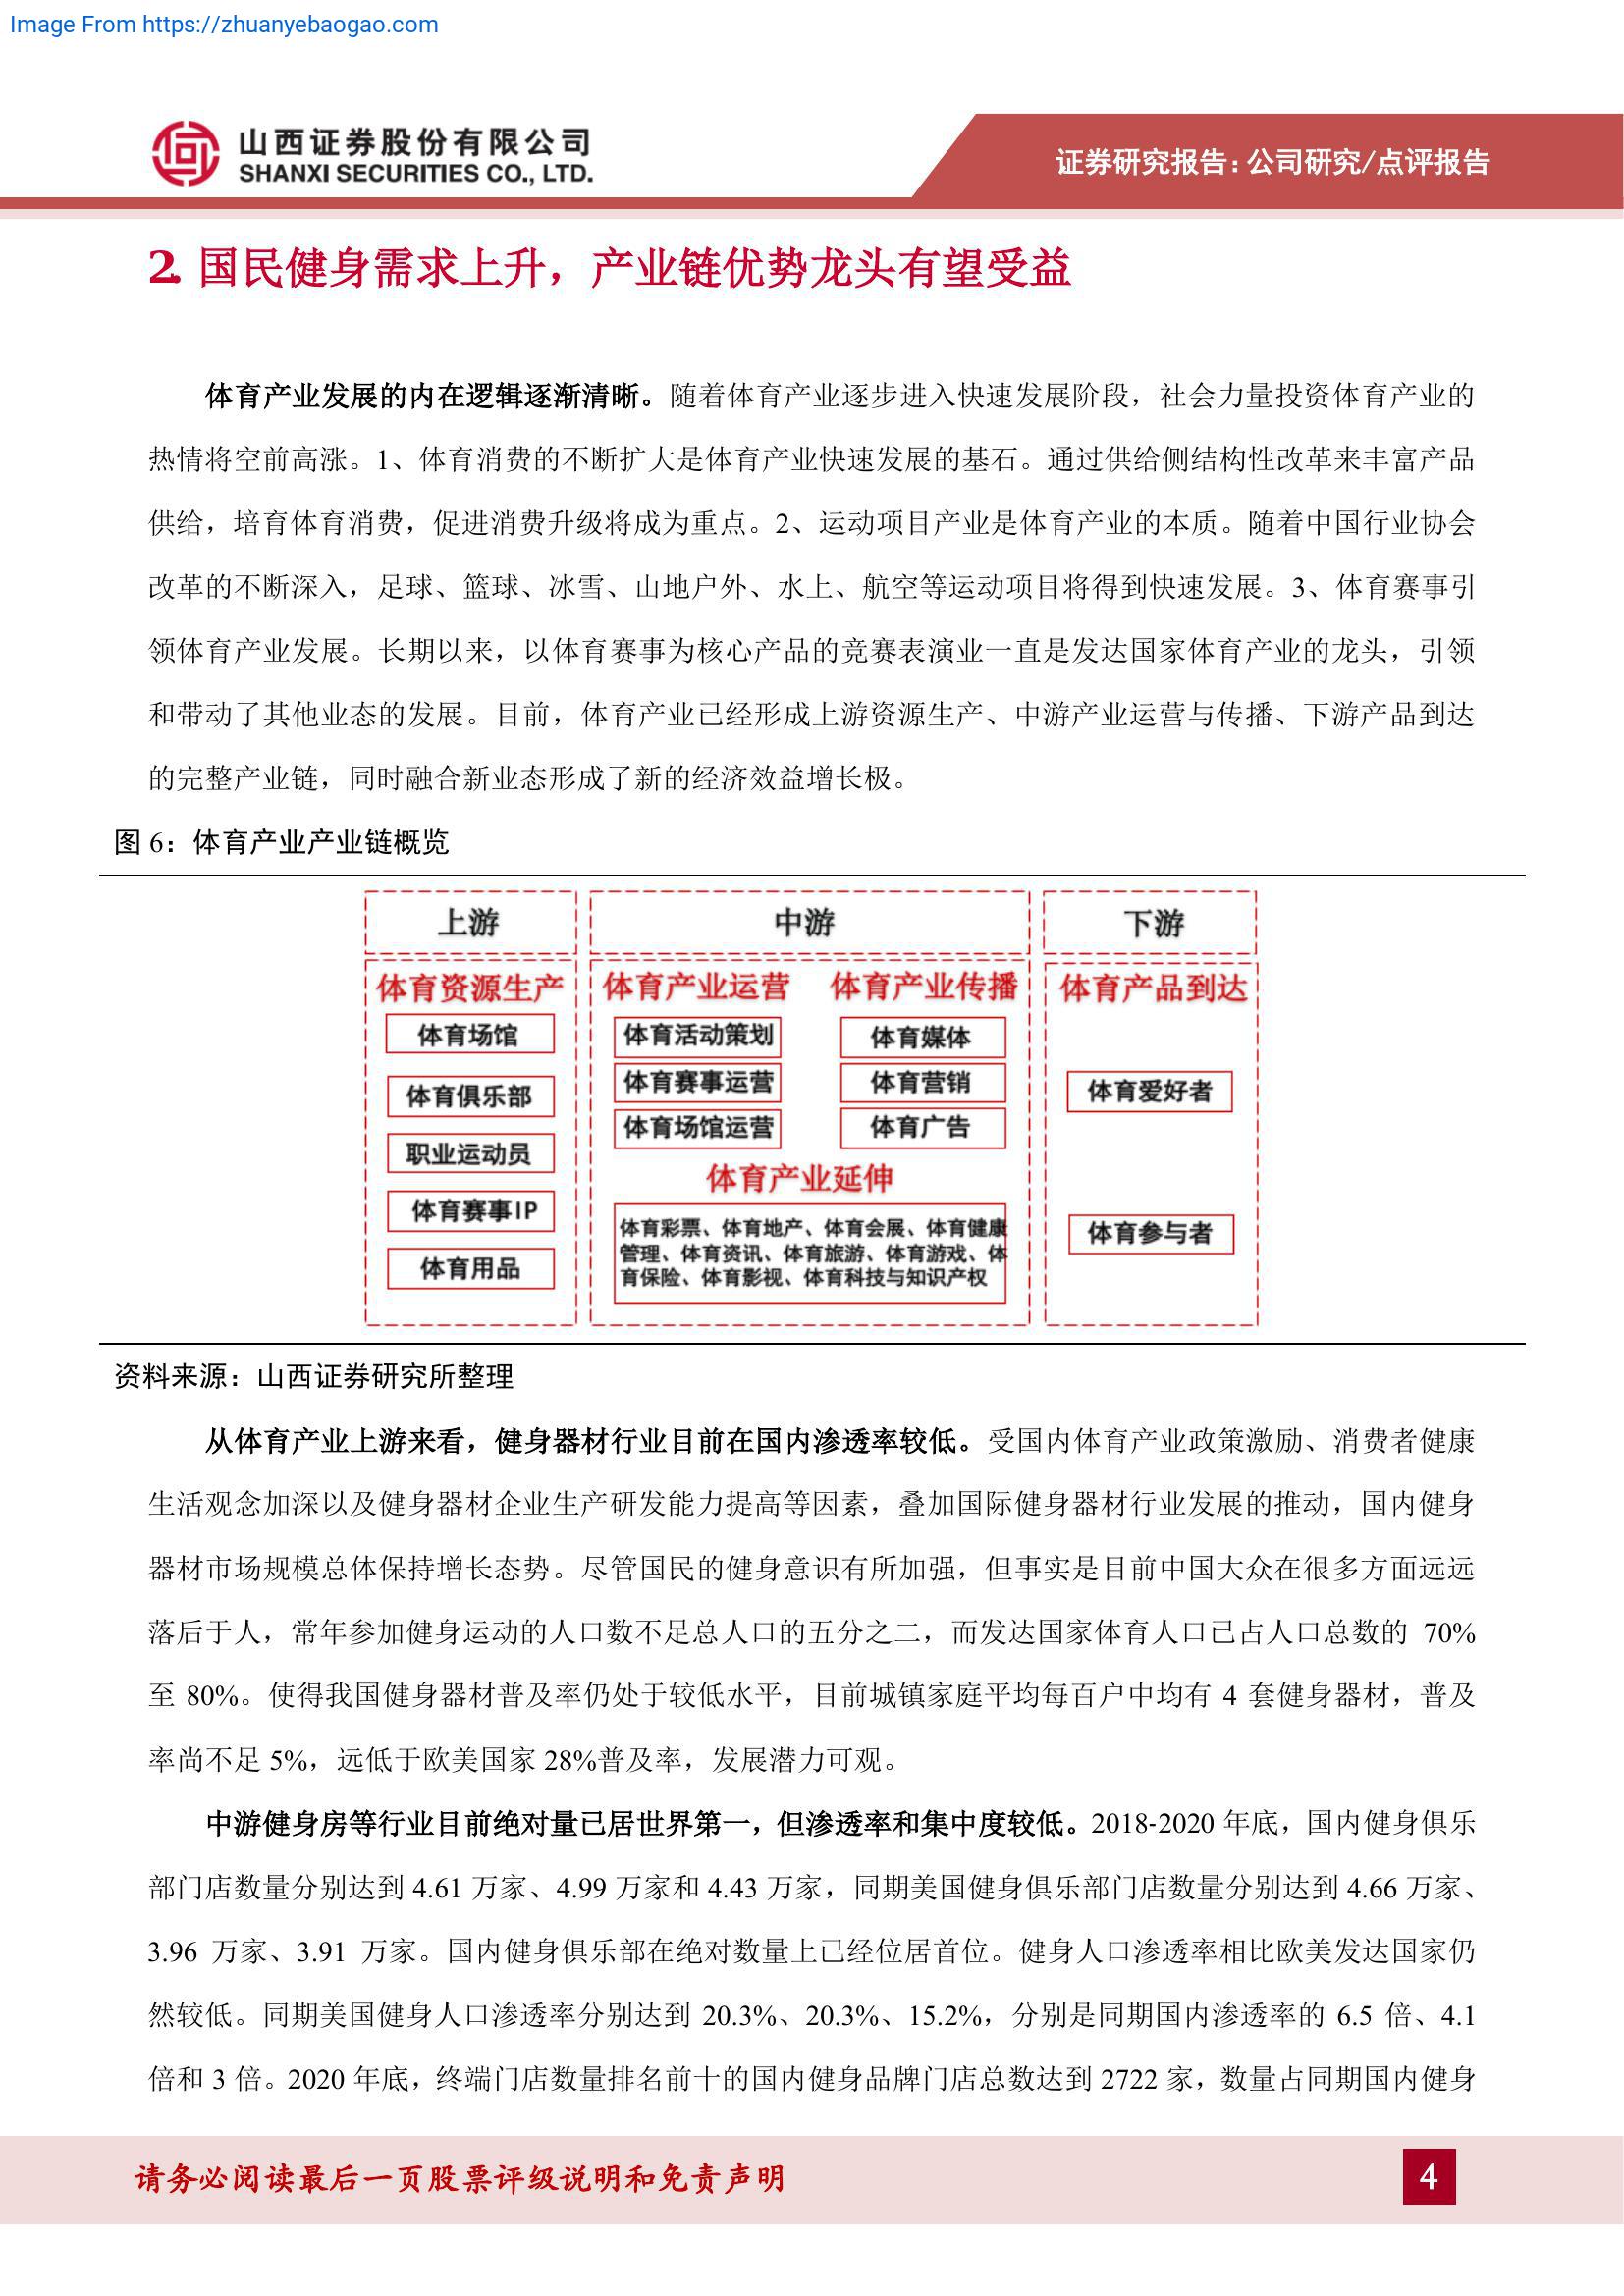 Image From https://zhuanyebaogao.com
山西证券股份有限公司
SHANXI SECURITIES CO., LTD.
证券研究报告:公司研究/点评报告
2. 国民健身需求上升，产业链优势龙头有望受益
体育产业发展的内在逻辑逐渐清晰。随着体育产业逐步进入快速发展阶段，社会力量投资体育产业的
热情将空前高涨。1、体育消费的不断扩大是体育产业快速发展的基石。通过供给侧结构性改革来丰富产品
供给，培育体育消费，促进消费升级将成为重点。2、运动项目产业是体育产业的本质。随着中国行业协会
改革的不断深入，足球、篮球、冰雪、山地户外、水上、航空等运动项目将得到快速发展。3、体育赛事引
领体育产业发展。长期以来，以体育赛事为核心产品的竞赛表演业一直是发达国家体育产业的龙头，引领
和带动了其他业态的发展。目前，体育产业已经形成上游资源生产、中游产业运营与传播、下游产品到达
的完整产业链，同时融合新业态形成了新的经济效益增长极。
图 6：体育产业产业链概览
上游
体育资源生产
体育场馆
体育俱乐部
职业运动员
体育赛事IP
体育用品
中游
体育产业运营
体育活动策划
体育赛事运营
体育场馆运营
体育产业传播
体育媒体
体育营销
体育广告
体育产业延伸
体育彩票、体育地产、体育会展、体育健康
管理、体育资讯、体育旅游、体育游戏、体
育保险、体育影视、体育科技与知识产权
下游
体育产品到达
体育爱好者
体育参与者
资料来源：山西证券研究所整理
从体育产业上游来看，健身器材行业目前在国内渗透率较低。受国内体育产业政策激励、消费者健康
生活观念加深以及健身器材企业生产研发能力提高等因素，叠加国际健身器材行业发展的推动，国内健身
器材市场规模总体保持增长态势。尽管国民的健身意识有所加强，但事实是目前中国大众在很多方面远远
落后于人，常年参加健身运动的人口数不足总人口的五分之二，而发达国家体育人口已占人口总数的 70%
至 80%。使得我国健身器材普及率仍处于较低水平，目前城镇家庭平均每百户中均有 4 套健身器材，普及
率尚不足 5%，远低于欧美国家 28%普及率，发展潜力可观。
中游健身房等行业目前绝对量已居世界第一，但渗透率和集中度较低。2018-2020 年底，国内健身俱乐
部门店数量分别达到 4.61 万家、4.99 万家和 4.43 万家，同期美国健身俱乐部门店数量分别达到 4.66 万家、
3.96 万家、3.91 万家。国内健身俱乐部在绝对数量上已经位居首位。健身人口渗透率相比欧美发达国家仍
然较低。同期美国健身人口渗透率分别达到 20.3%、20.3%、15.2%，分别是同期国内渗透率的 6.5 倍、4.1
倍和 3 倍。2020 年底，终端门店数量排名前十的国内健身品牌门店总数达到 2722 家，数量占同期国内健身
请务必阅读最后一页股票评级说明和免责声明
4